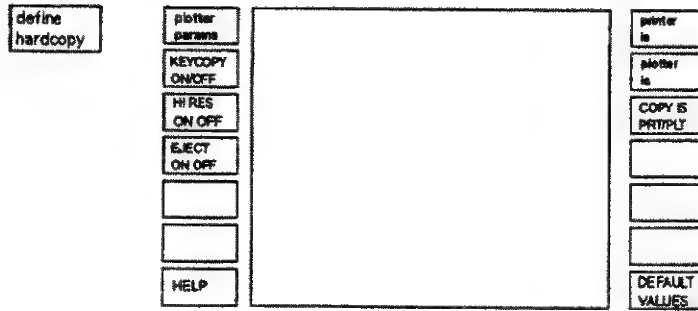 define
hardcopy
plotter
params
KEYCOPY
ON/OFF
HI RES
ON OFF
EJECT
ON OFF
HELP
printer
is
plotter
is
COPY IS
PRT/PLT
DEFAULT
VALUES